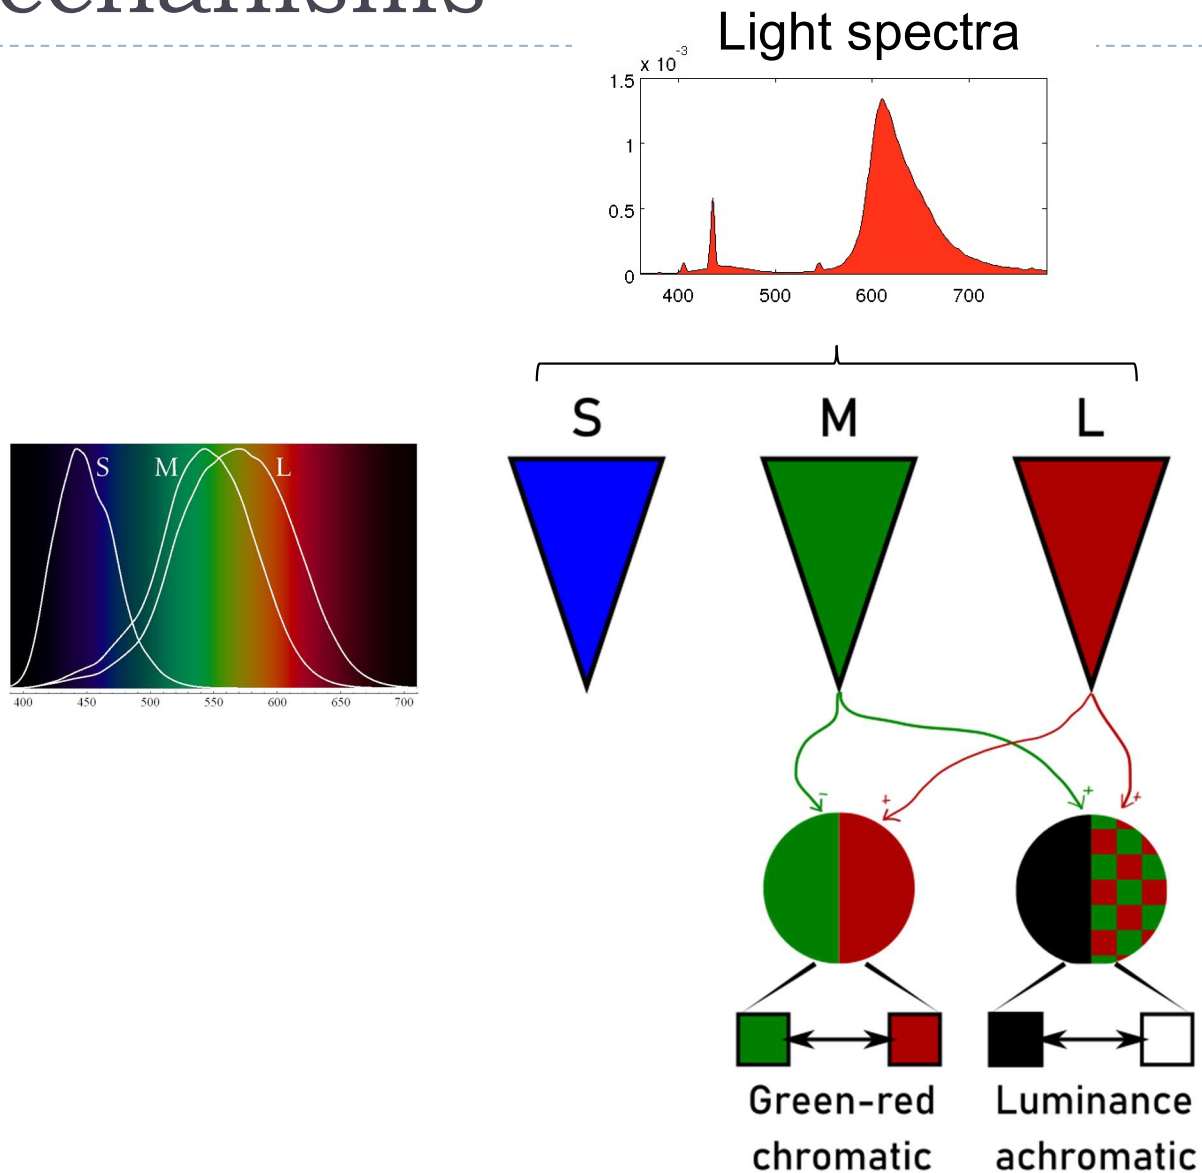 Light spectra
x 10-3
1.5
1
0.5
0
400 500 600 700
S M L
S M L
400 450 500 550 600 650 700
- + + +
Green-red
chromatic
Luminance
achromatic